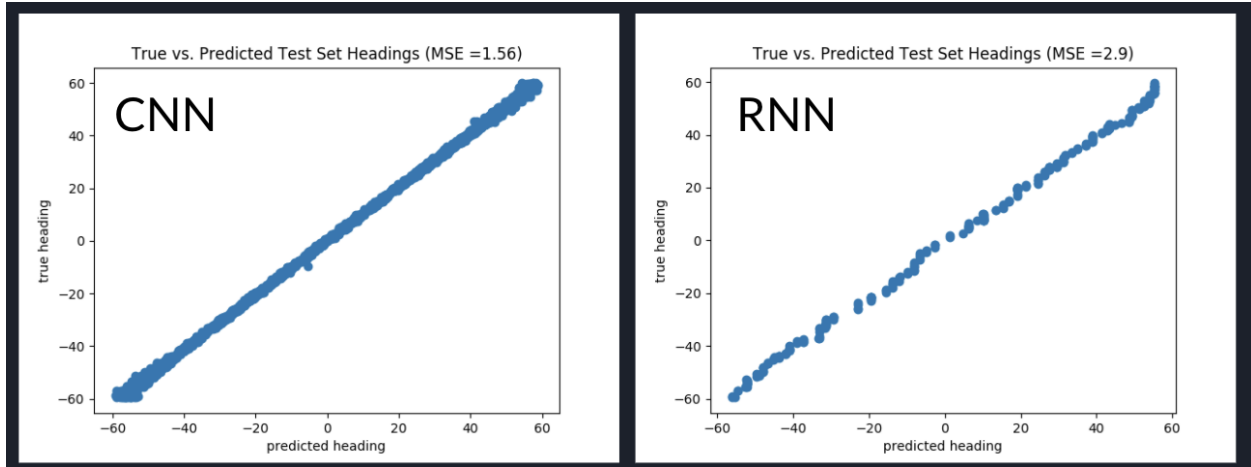 True vs. Predicted Test Set Headings (MSE =1.56)
CNN
60
40
20
0
−20
−40
−60
true heading
−60 −40 −20 0 20 40 60
predicted heading
True vs. Predicted Test Set Headings (MSE =2.9)
RNN
60
40
20
0
−20
−40
−60
true heading
−60 −40 −20 0 20 40 60
predicted heading